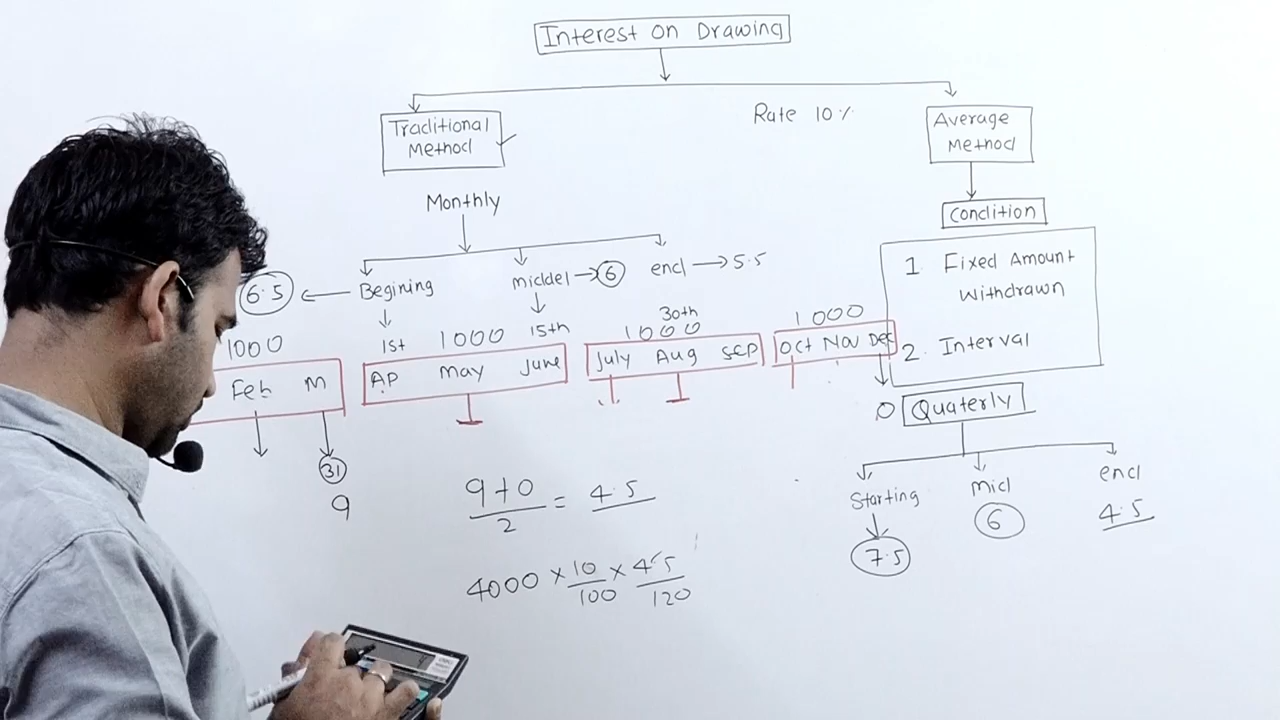 Interest on Drawing
Traditional
Method
Rate 10%
Average
Method
Monthly
Condition
6.5
Begining
middel
6
end
5.5
1. Fixed Amount
Withdrawn
2. Interval
1000
1st
1000
15th
30th
1000
1000
Feb M
AP May June
July Aug Sep
Oct Nov Dec
31
9
0
Quaterly
9+0
2
= 4.5
Starting
Mid
end
7.5
6
4.5
4000 × 10 × 4.5
100 120